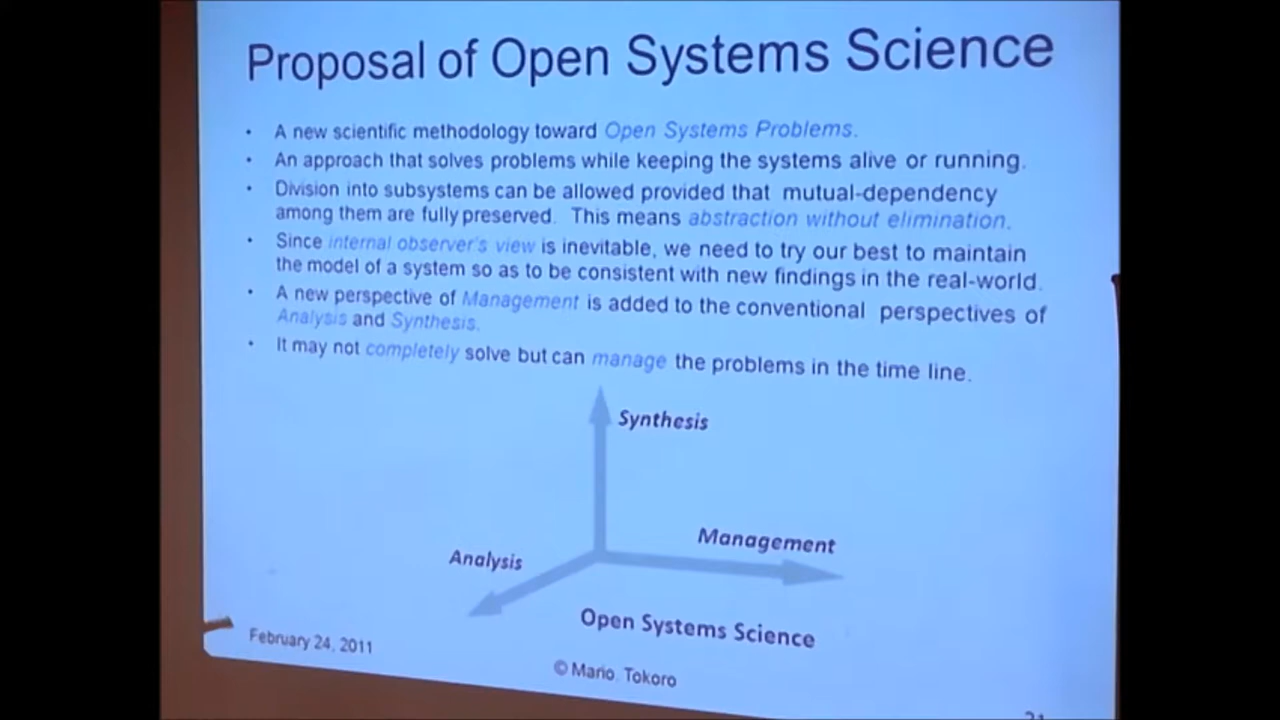 Proposal of Open Systems Science
• A new scientific methodology toward Open Systems Problems.
• An approach that solves problems while keeping the systems alive or running.
• Division into subsystems can be allowed provided that mutual-dependency
among them are fully preserved. This means abstraction without elimination.
• Since internal observer's view is inevitable, we need to try our best to maintain
the model of a system so as to be consistent with new findings in the real-world.
• A new perspective of Management is added to the conventional perspectives of
Analysis and Synthesis.
• It may not completely solve but can manage the problems in the time line.
Synthesis
Management
Analysis
Open Systems Science
February 24, 2011
© Mario. Tokoro